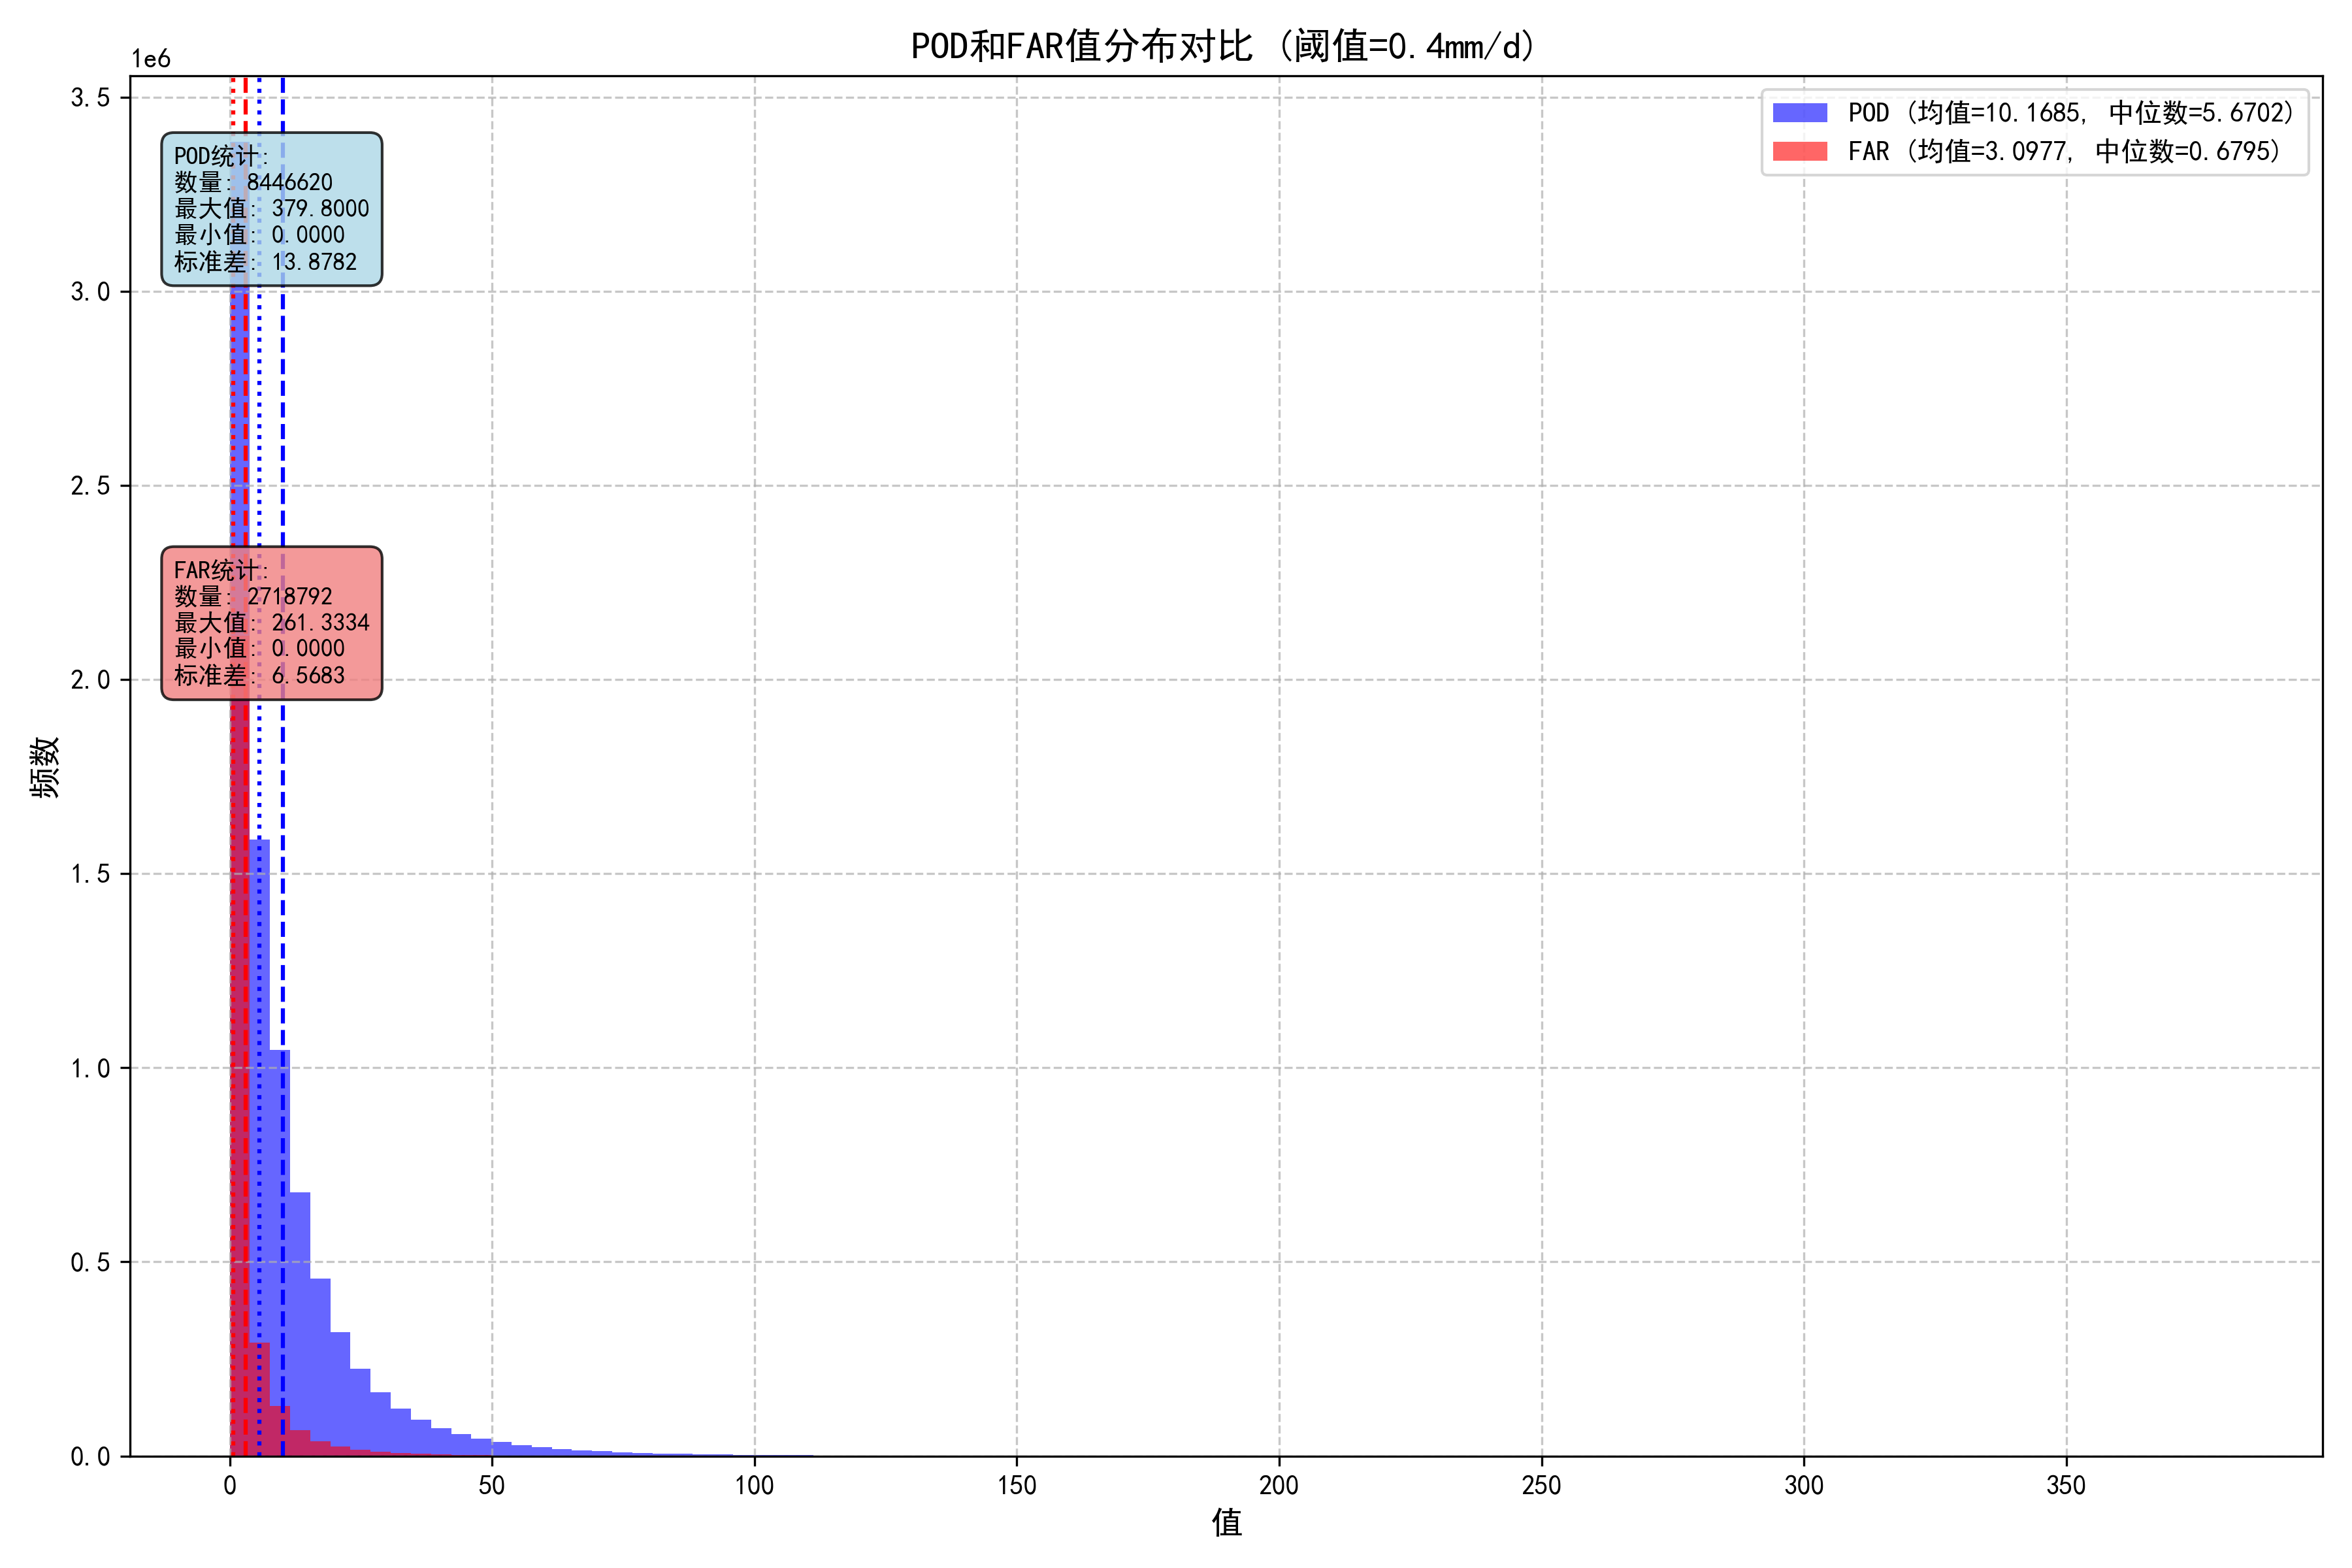 POD和FAR值分布对比 (阈值=0.4mm/d)
1e6
POD (均值=10.1685, 中位数=5.6702)
FAR (均值=3.0977, 中位数=0.6795)
POD统计:
数量: 8446620
最大值: 379.8000
最小值: 0.0000
标准差: 13.8782
FAR统计:
数量: 2718792
最大值: 261.3334
最小值: 0.0000
标准差: 6.5683
3.5
3.0
2.5
2.0
1.5
1.0
0.5
0.0
频数
0 50 100 150 200 250 300 350
值